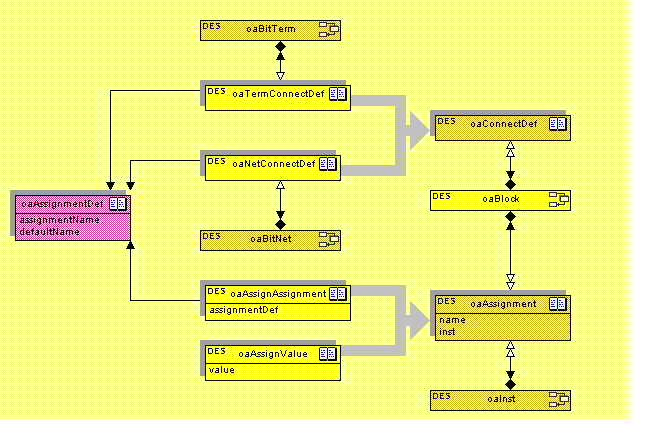 DES oaBitTerm
DES oaTermConnectDef
DES oaConnectDef
DES oaNetConnectDef
oaAssignmentDef
assignmentName
defaultName
DES oaBlock
DES oaBitNet
DES oaAssignAssignment
assignmentDef
DES oaAssignment
name
inst
DES oaAssignValue
value
DES oaInst